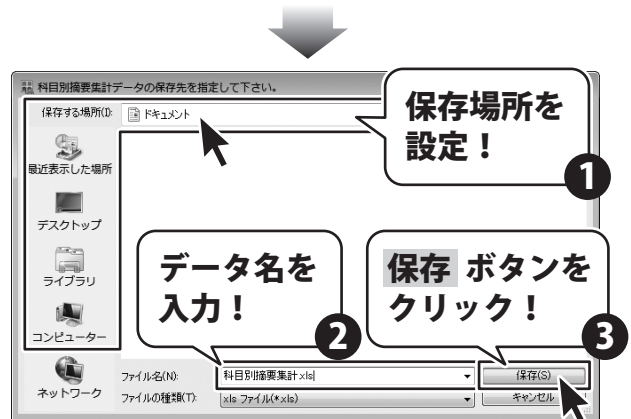 科目別摘要集計データの保存先を指定して下さい。
保存する場所(I):
ドキュメント
保存場所を
設定！
1
最近表示した場所
デスクトップ
ライブラリ
コンピューター
ネットワーク
データ名を
入力！
2
保存 ボタンを
クリック！
3
ファイル名(N):
科目別摘要集計.xls
保存(S)
ファイルの種類(T):
xls ファイル(*.xls)
キャンセル